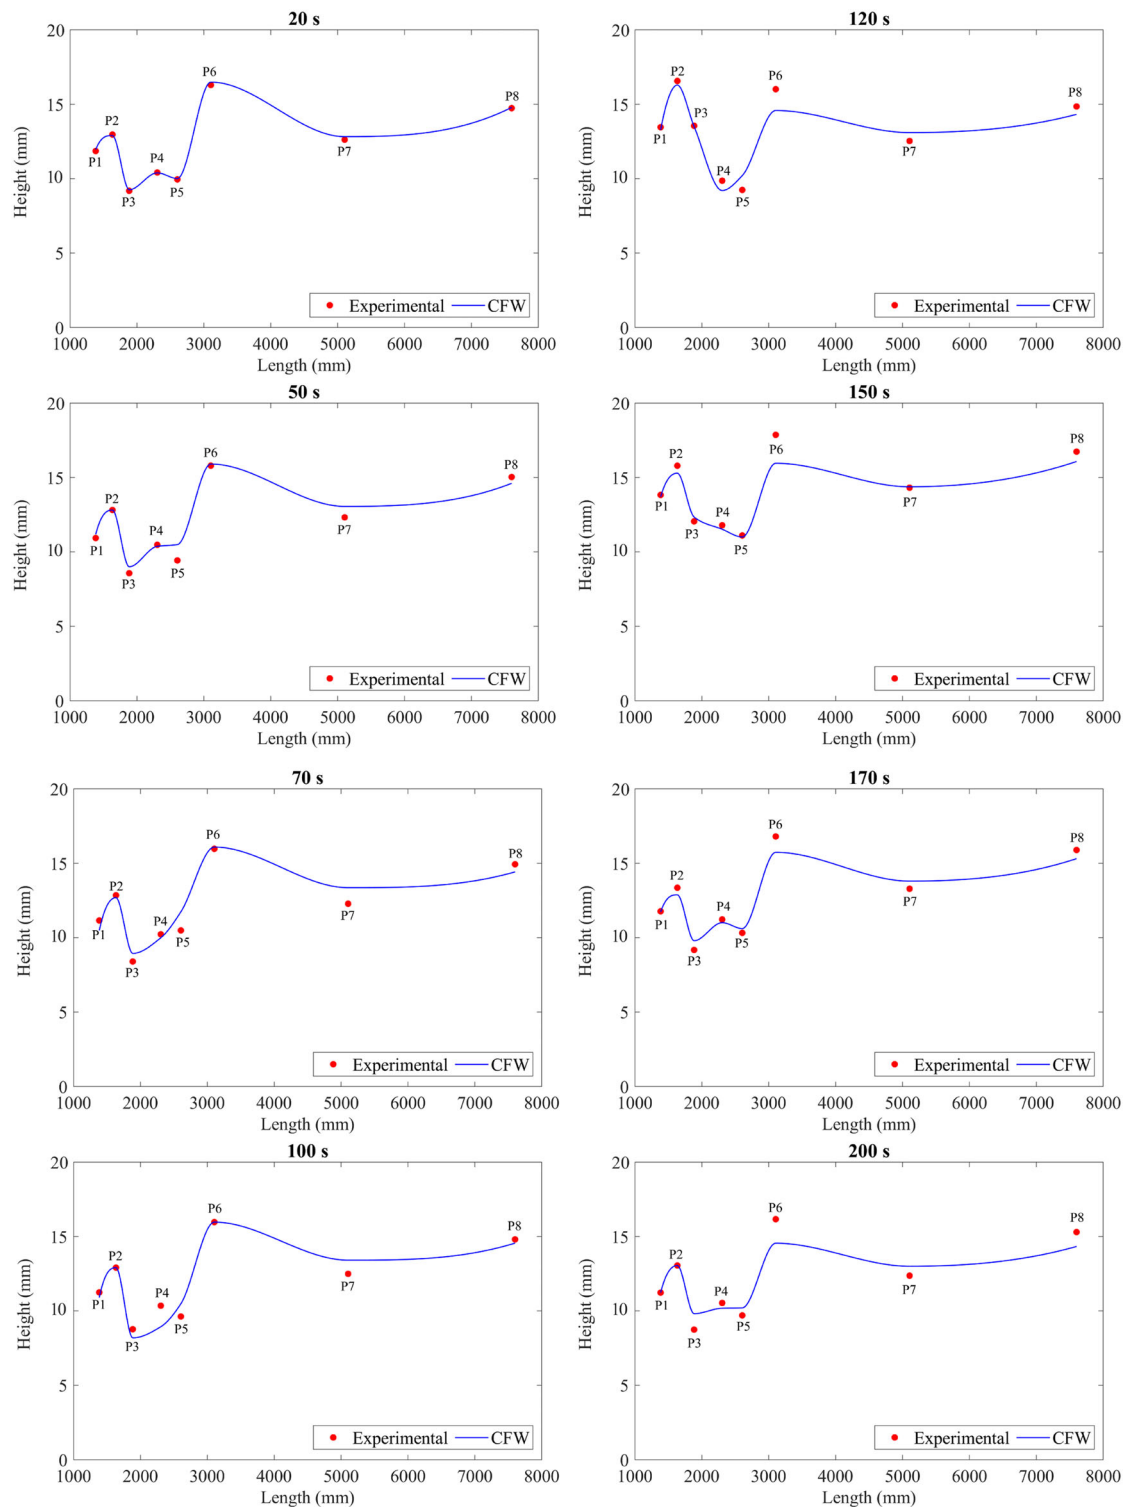 20 s
20
15
10
5
0
Height (mm)
P1
P2
P3
P4
P5
P6
P7
P8
Experimental
CFW
1000 2000 3000 4000 5000 6000 7000 8000
Length (mm)
120 s
20
15
10
5
0
Height (mm)
P1
P2
P3
P4
P5
P6
P7
P8
Experimental
CFW
1000 2000 3000 4000 5000 6000 7000 8000
Length (mm)
50 s
20
15
10
5
0
Height (mm)
P1
P2
P3
P4
P5
P6
P7
P8
Experimental
CFW
1000 2000 3000 4000 5000 6000 7000 8000
Length (mm)
150 s
20
15
10
5
0
Height (mm)
P1
P2
P3
P4
P5
P6
P7
P8
Experimental
CFW
1000 2000 3000 4000 5000 6000 7000 8000
Length (mm)
70 s
20
15
10
5
0
Height (mm)
P1
P2
P3
P4
P5
P6
P7
P8
Experimental
CFW
1000 2000 3000 4000 5000 6000 7000 8000
Length (mm)
170 s
20
15
10
5
0
Height (mm)
P1
P2
P3
P4
P5
P6
P7
P8
Experimental
CFW
1000 2000 3000 4000 5000 6000 7000 8000
Length (mm)
100 s
20
15
10
5
0
Height (mm)
P1
P2
P3
P4
P5
P6
P7
P8
Experimental
CFW
1000 2000 3000 4000 5000 6000 7000 8000
Length (mm)
200 s
20
15
10
5
0
Height (mm)
P1
P2
P3
P4
P5
P6
P7
P8
Experimental
CFW
1000 2000 3000 4000 5000 6000 7000 8000
Length (mm)